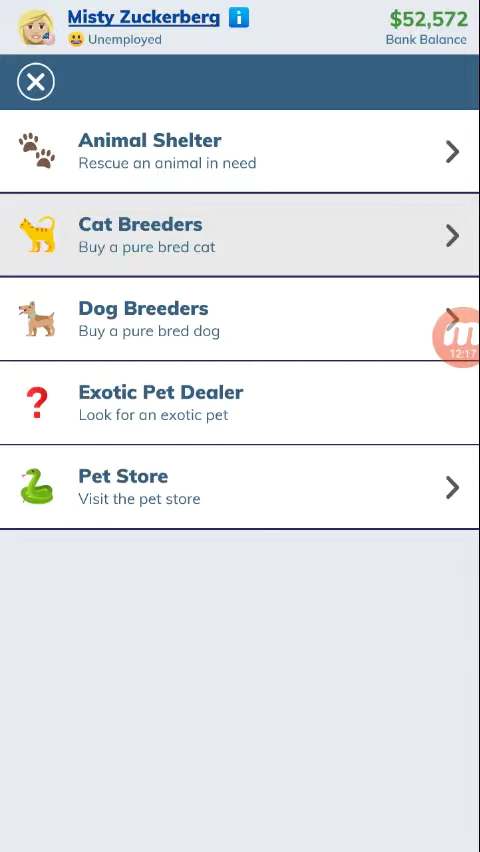 Misty Zuckerberg i
$52,572
Unemployed
Bank Balance
Animal Shelter
Rescue an animal in need
Cat Breeders
Buy a pure bred cat
Dog Breeders
Buy a pure bred dog
12:17
Exotic Pet Dealer
Look for an exotic pet
Pet Store
Visit the pet store